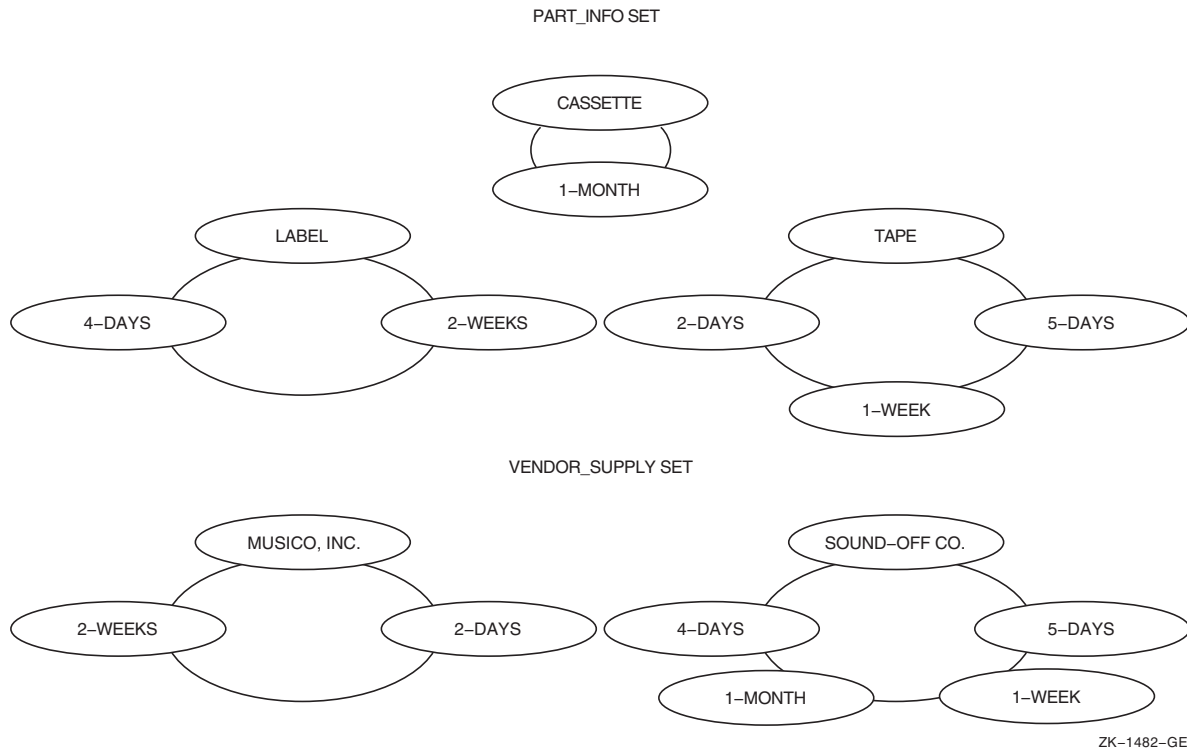 PART_INFO SET
CASSETTE
1–MONTH
LABEL
TAPE
4–DAYS
2–WEEKS
2–DAYS
5–DAYS
1–WEEK
VENDOR_SUPPLY SET
MUSICO, INC.
SOUND–OFF CO.
2–WEEKS
2–DAYS
4–DAYS
5–DAYS
1–MONTH
1–WEEK
ZK–1482–GE